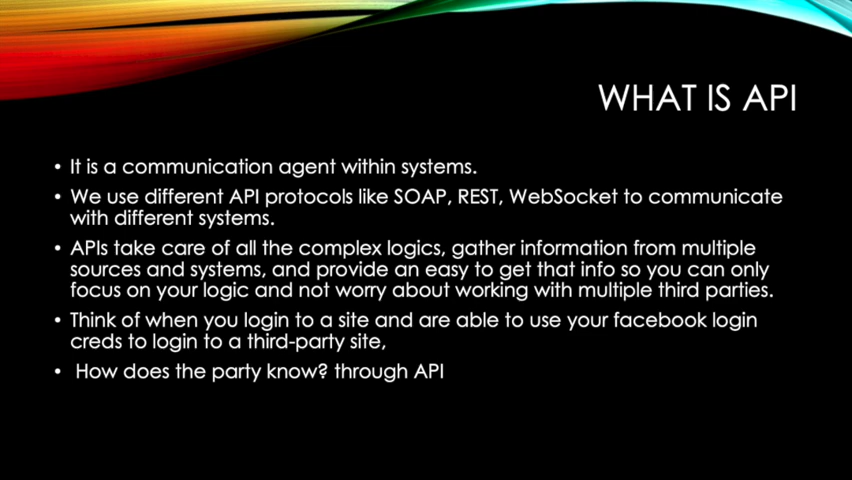 WHAT IS API
• It is a communication agent within systems.
• We use different API protocols like SOAP, REST, WebSocket to communicate
with different systems.
• APIs take care of all the complex logics, gather information from multiple
sources and systems, and provide an easy to get that info so you can only
focus on your logic and not worry about working with multiple third parties.
• Think of when you login to a site and are able to use your facebook login
creds to login to a third-party site,
• How does the party know? through API